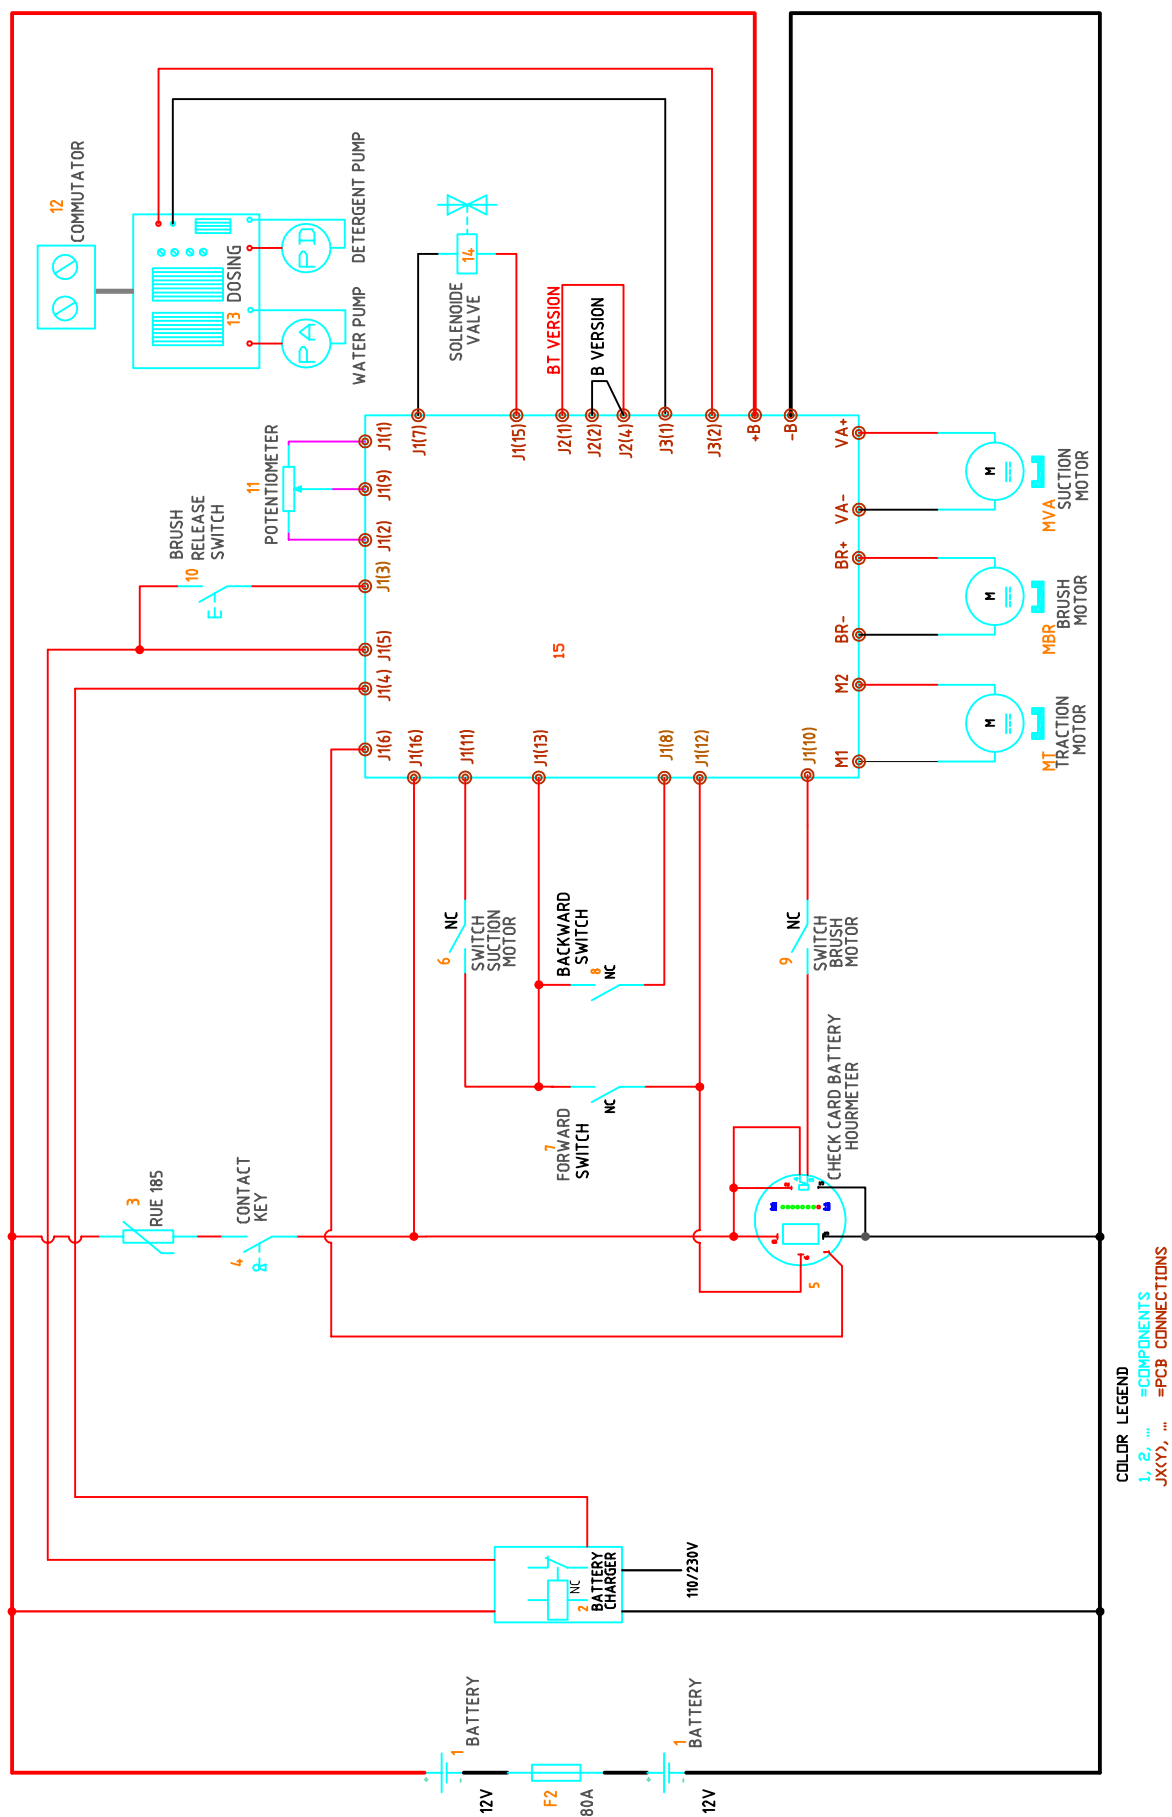 12
COMMUTATOR
13
DOSING
PA
PD
WATER PUMP
DETERGENT PUMP
14
SOLENOIDE
VALVE
BT VERSION
B VERSION
11
POTENTIOMETER
10
BRUSH
RELEASE
SWITCH
J1(1)
J1(9)
J1(2)
J1(3)
J1(5)
J1(4)
J1(6)
J1(7)
J1(15)
J2(1)
J2(2)
J2(4)
J3(1)
J3(2)
+B
-B
VA+
VA-
BR+
BR-
M2
M1
15
J1(16)
J1(11)
J1(13)
J1(8)
J1(12)
J1(10)
M
MVA
SUCTION
MOTOR
M
MBR
BRUSH
MOTOR
M
MT
TRACTION
MOTOR
NC
6
SWITCH
SUCTION
MOTOR
BACKWARD
SWITCH
8
NC
7
FORWARD
SWITCH
NC
NC
9
SWITCH
BRUSH
MOTOR
3
RUE 185
CONTACT
KEY
4
CHECK CARD BATTERY
HOURMETER
5
2
NC
BATTERY
CHARGER
110/230V
1
BATTERY
12V
F2
80A
1
BATTERY
12V
COLOR LEGEND
1, 2, ... =COMPONENTS
JX(Y), ... =PCB CONNECTIONS